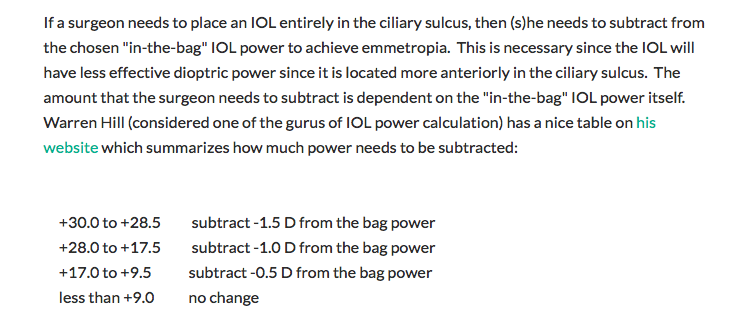 If a surgeon needs to place an IOL entirely in the ciliary sulcus, then (s)he needs to subtract from
the chosen "in-the-bag" IOL power to achieve emmetropia.  This is necessary since the IOL will
have less effective dioptric power since it is located more anteriorly in the ciliary sulcus.  The
amount that the surgeon needs to subtract is dependent on the "in-the-bag" IOL power itself.
Warren Hill (considered one of the gurus of IOL power calculation) has a nice table on his
website which summarizes how much power needs to be subtracted:
+30.0 to +28.5 subtract -1.5 D from the bag power
+28.0 to +17.5 subtract -1.0 D from the bag power
+17.0 to +9.5 subtract -0.5 D from the bag power
less than +9.0 no change